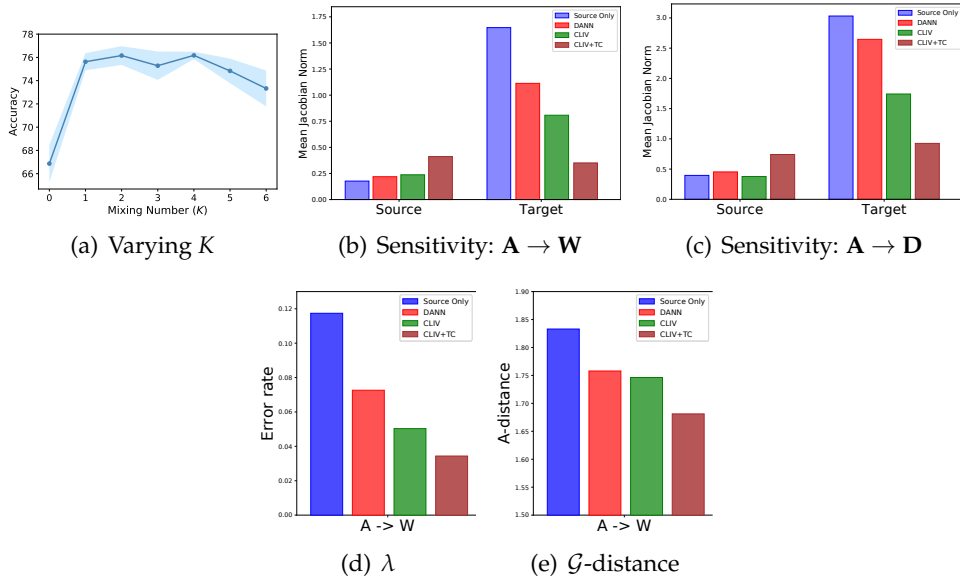 78
76
74
72
70
68
66
Accuracy
0 1 2 3 4 5 6
Mixing Number (K)
(a) Varying K
1.75
1.50
1.25
1.00
0.75
0.50
0.25
0.00
Mean Jacobian Norm
Source Only
DANN
CLIV
CLIV+TC
Source Target
(b) Sensitivity: A → W
3.0
2.5
2.0
1.5
1.0
0.5
0.0
Mean Jacobian Norm
Source Only
DANN
CLIV
CLIV+TC
Source Target
(c) Sensitivity: A → D
0.12
0.10
0.08
0.06
0.04
0.02
0.00
Error rate
Source Only
DANN
CLIV
CLIV+TC
A -> W
(d) λ
1.90
1.85
1.80
1.75
1.70
1.65
1.60
1.55
1.50
A-distance
Source Only
DANN
CLIV
CLIV+TC
A -> W
(e) 𝒢-distance